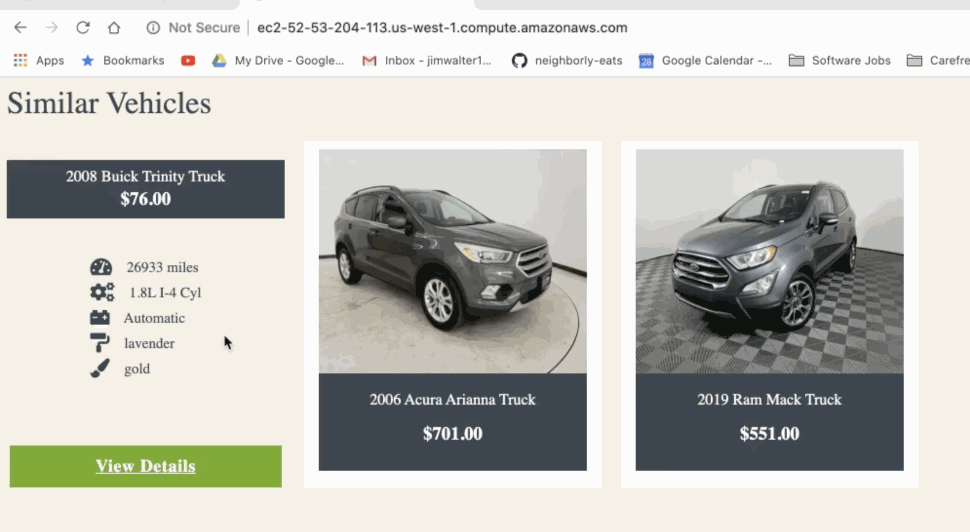 Not Secure | ec2-52-53-204-113.us-west-1.compute.amazonaws.com
Apps Bookmarks My Drive - Google... Inbox - jimwalter1... neighborly-eats 28 Google Calendar -... Software Jobs Carefre
Similar Vehicles
2008 Buick Trinity Truck
$76.00
26933 miles
1.8L I-4 Cyl
Automatic
lavender
gold
View Details
2006 Acura Arianna Truck
$701.00
2019 Ram Mack Truck
$551.00